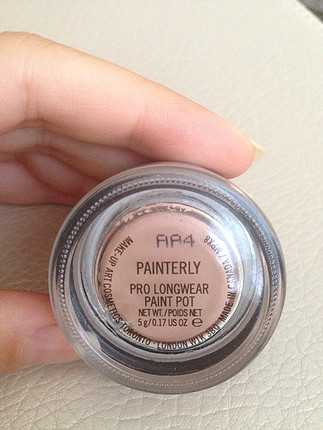 AA4
PAINTERLY
PRO LONGWEAR
PAINT POT
NET WT./POIDS NET
5 g/0.17 US OZ e
MAKE-UP ART COSMETICS TORONTO LONDON W1K 3BQ MADE IN CANADA